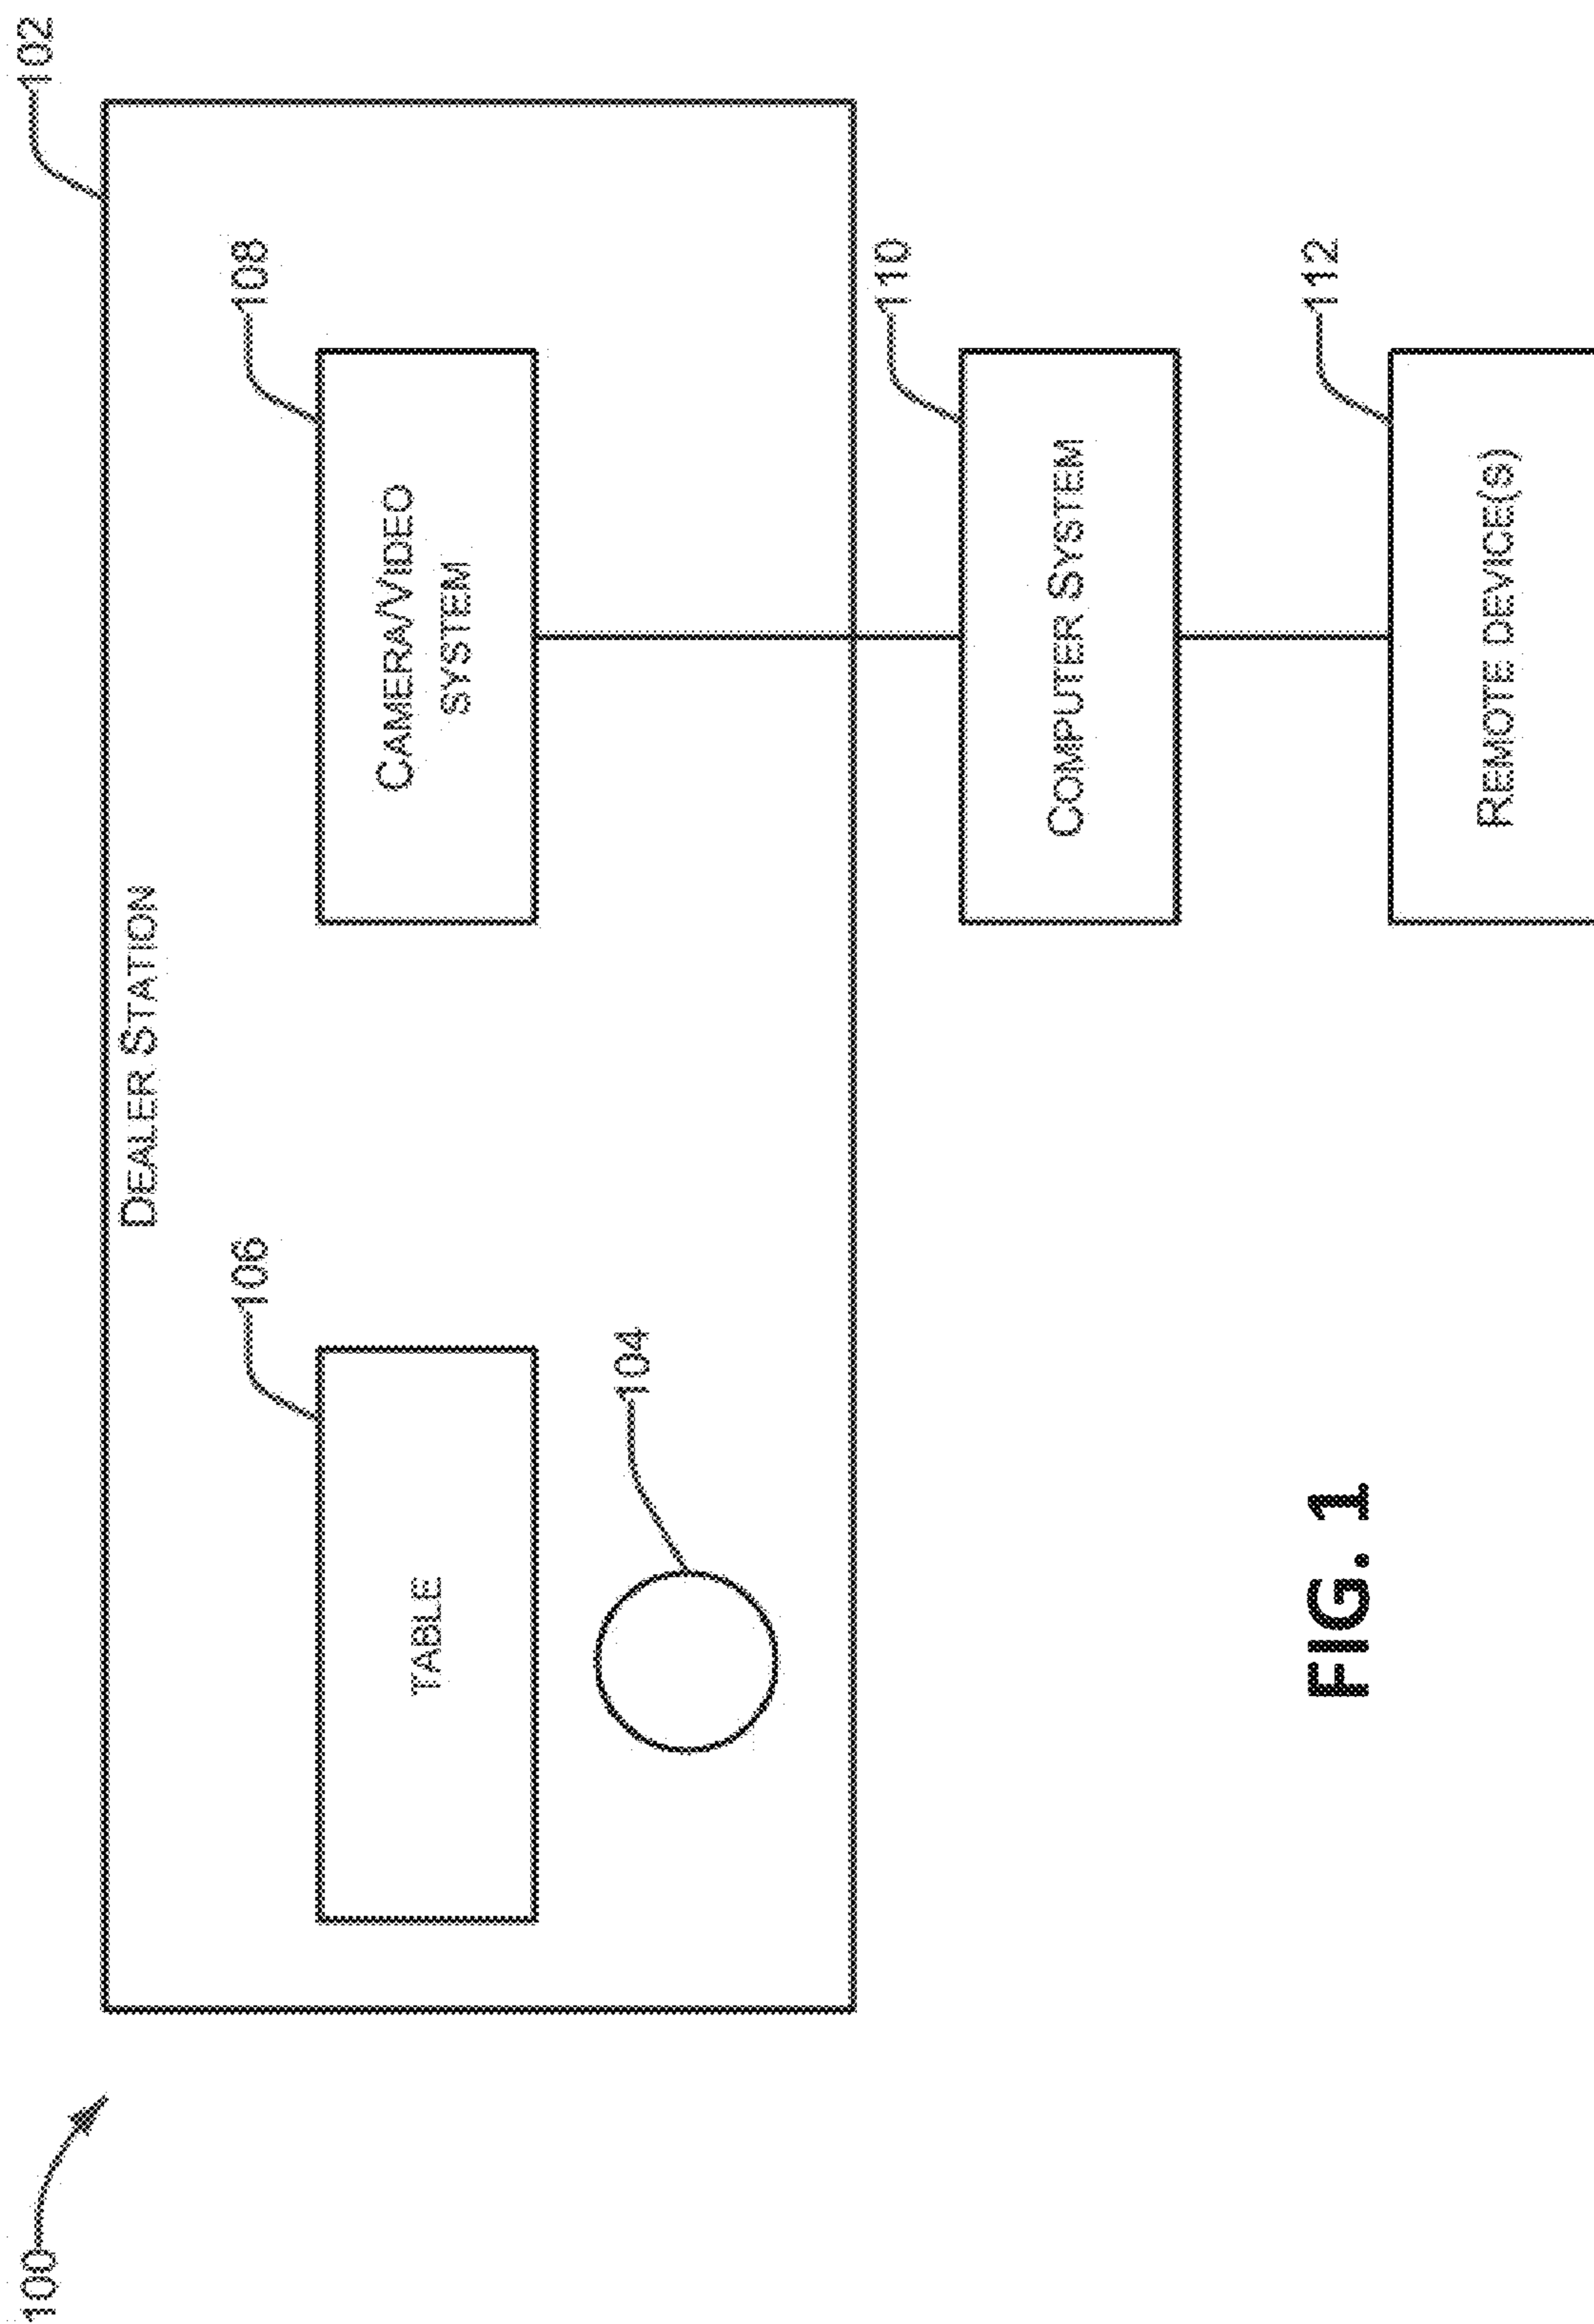 100
102
DEALER STATION
106
108
TABLE
CAMERA/VIDEO
SYSTEM
104
110
COMPUTER SYSTEM
112
REMOTE DEVICE(S)
FIG. 1